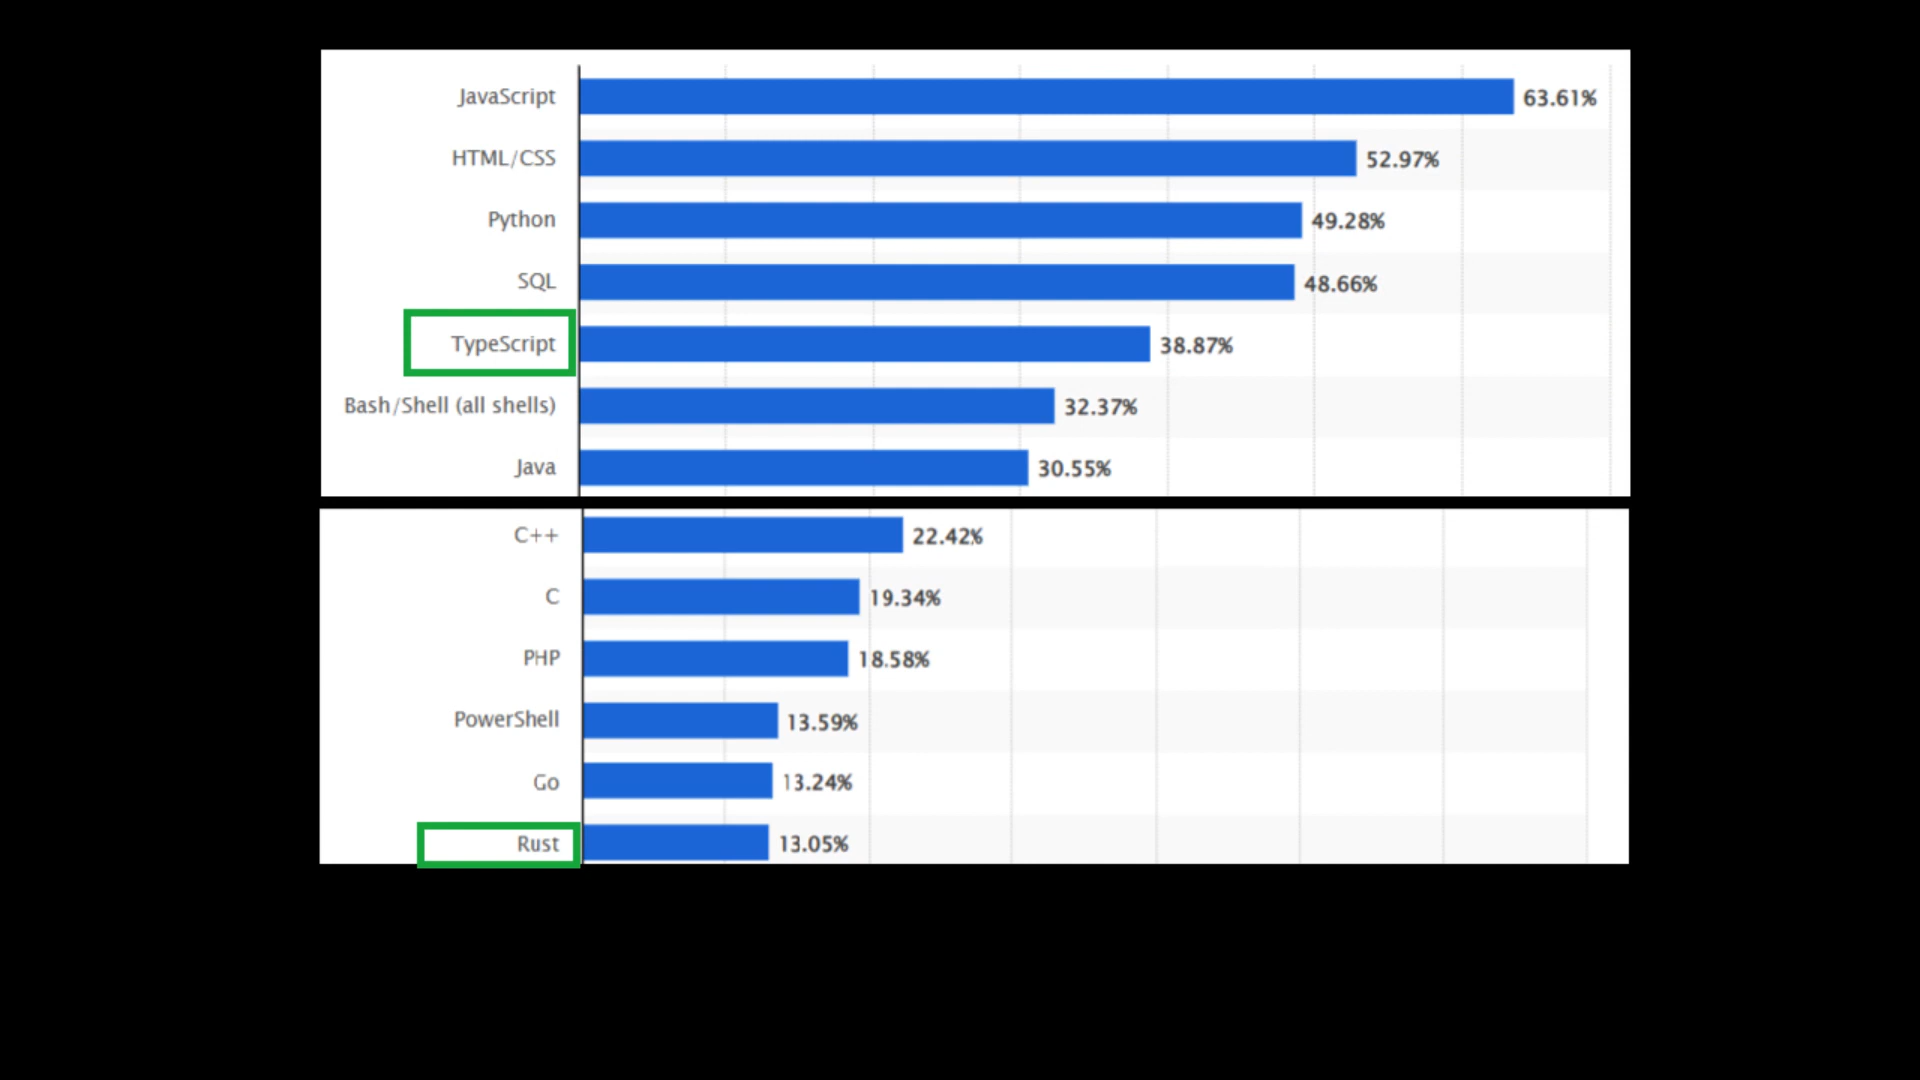 JavaScript 63.61%
HTML/CSS 52.97%
Python 49.28%
SQL 48.66%
TypeScript 38.87%
Bash/Shell (all shells) 32.37%
Java 30.55%
C++ 22.42%
C 19.34%
PHP 18.58%
PowerShell 13.59%
Go 13.24%
Rust 13.05%